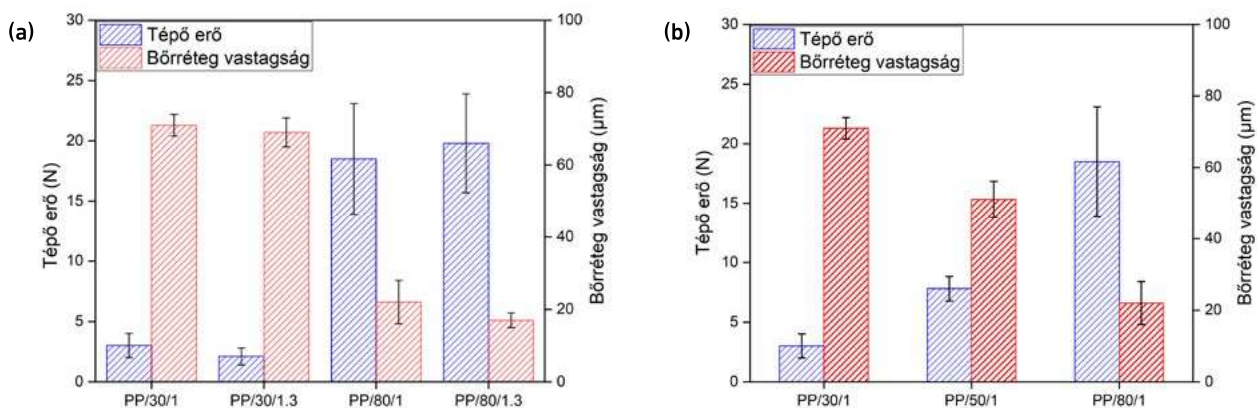 (a)
Tépő erő
Bőrréteg vastagság
Tépő erő (N)
30
25
20
15
10
5
0
Bőrréteg vastagság (μm)
100
80
60
40
20
0
PP/30/1
PP/30/1.3
PP/80/1
PP/80/1.3
(b)
Tépő erő
Bőrréteg vastagság
Tépő erő (N)
30
25
20
15
10
5
0
Bőrréteg vastagság (μm)
100
80
60
40
20
0
PP/30/1
PP/50/1
PP/80/1